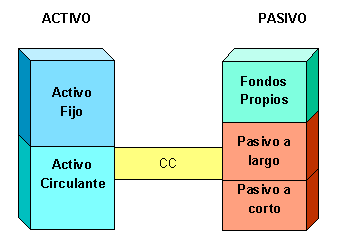 ACTIVO
PASIVO
Activo
Fijo
Activo
Circulante
CC
Fondos
Propios
Pasivo a
largo
Pasivo a
corto